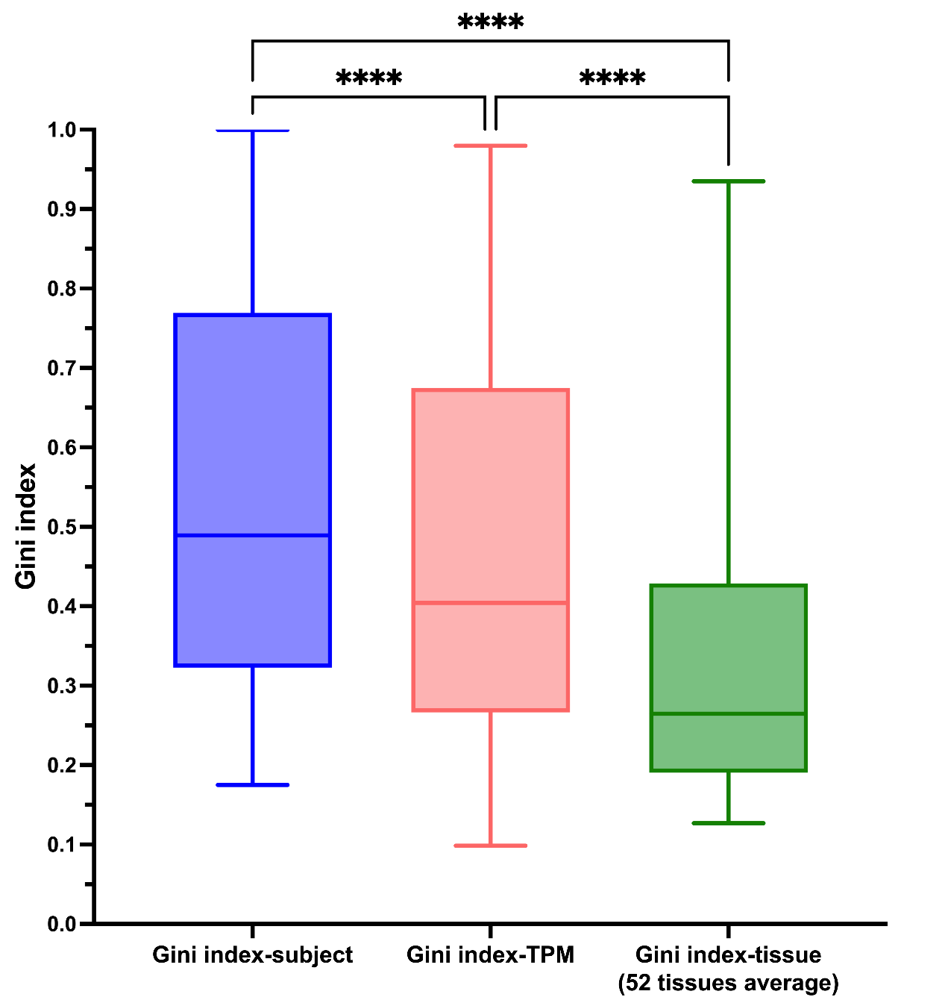 ****
**** ****
1.0
0.9
0.8
0.7
0.6
0.5
0.4
0.3
0.2
0.1
0.0
Gini index
Gini index-subject
Gini index-TPM
Gini index-tissue
(52 tissues average)